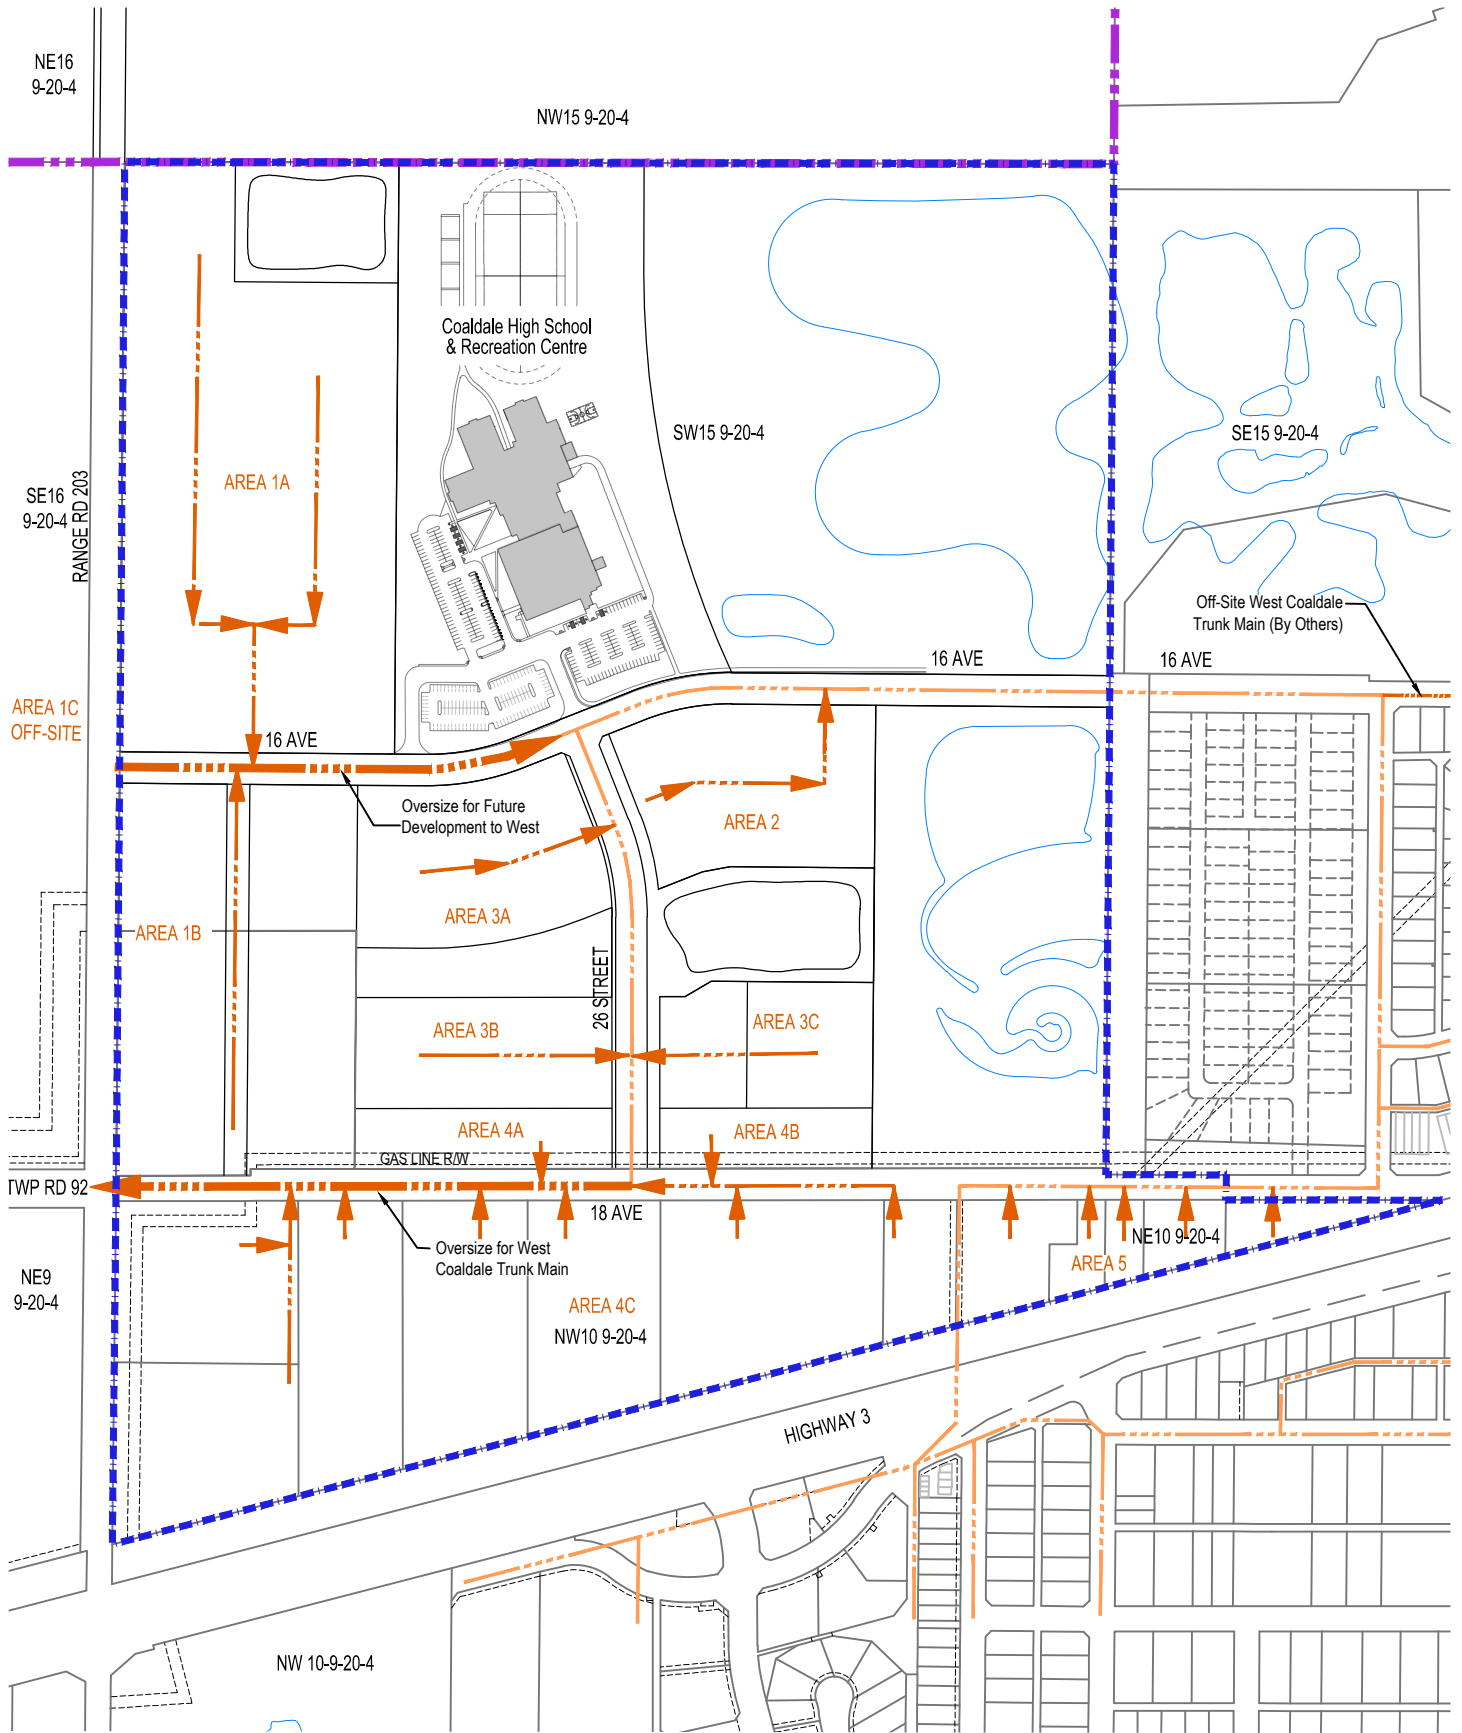 NE16
9-20-4
NW15 9-20-4
Coaldale High School
& Recreation Centre
SW15 9-20-4
SE15 9-20-4
AREA 1A
SE16
9-20-4
RANGE RD 203
Off-Site West Coaldale
Trunk Main (By Others)
16 AVE
16 AVE
AREA 1C
OFF-SITE
16 AVE
Oversize for Future
Development to West
AREA 2
AREA 3A
AREA 1B
26 STREET
AREA 3B
AREA 3C
AREA 4A
AREA 4B
GAS LINE R/W
TWP RD 92
18 AVE
NE10 9-20-4
Oversize for West
Coaldale Trunk Main
AREA 5
NE9
9-20-4
AREA 4C
NW10 9-20-4
HIGHWAY 3
NW 10-9-20-4